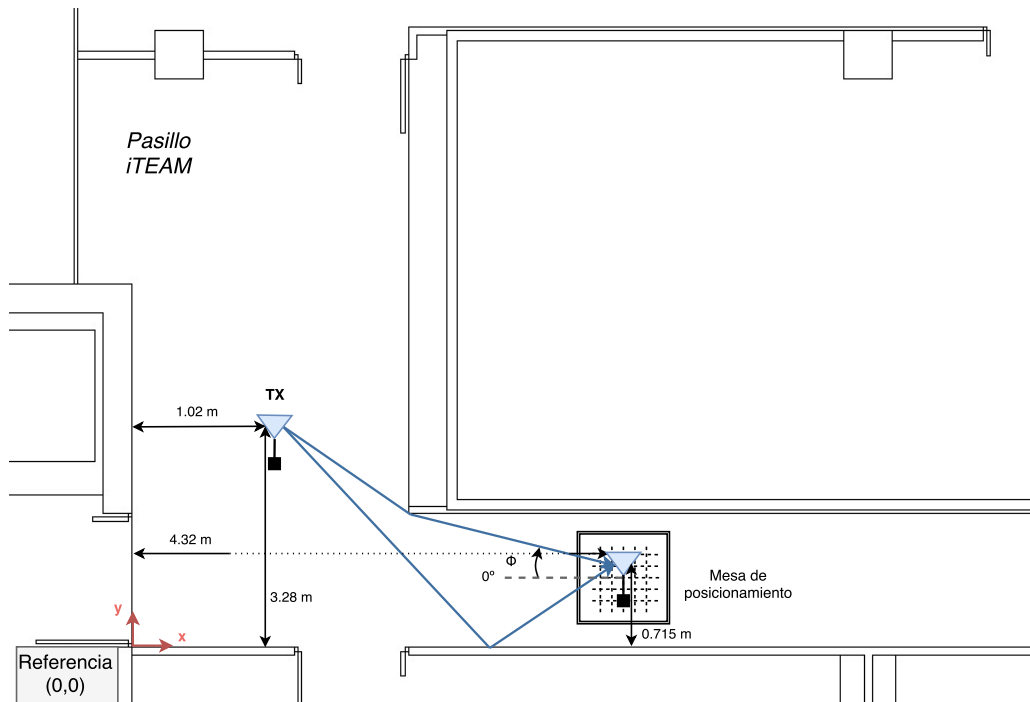 Pasillo
iTEAM
TX
1.02 m
4.32 m
Φ
0º
Mesa de
posicionamiento
3.28 m
y
x
0.715 m
Referencia
(0,0)